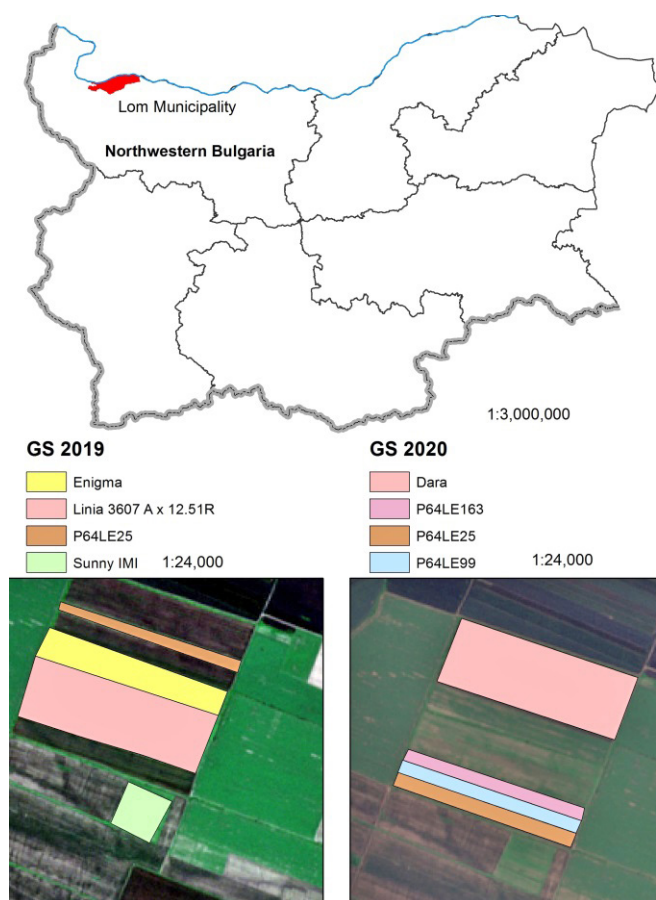 Lom Municipality
Northwestern Bulgaria
1:3,000,000
GS 2019
Enigma
Linia 3607 A x 12.51R
P64LE25
Sunny IMI
1:24,000
GS 2020
Dara
P64LE163
P64LE25
P64LE99
1:24,000